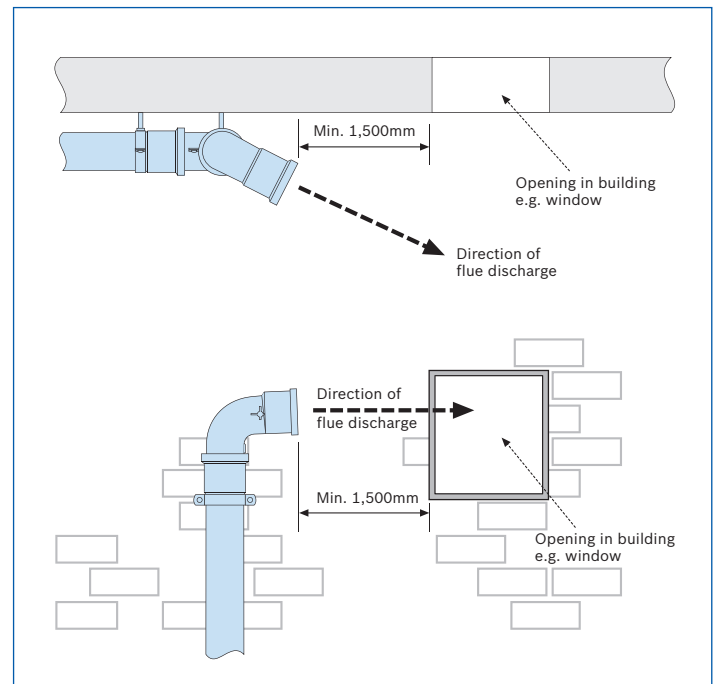 Min. 1,500mm
Opening in building
e.g. window
Direction of
flue discharge
Direction of
flue discharge
Min. 1,500mm
Opening in building
e.g. window